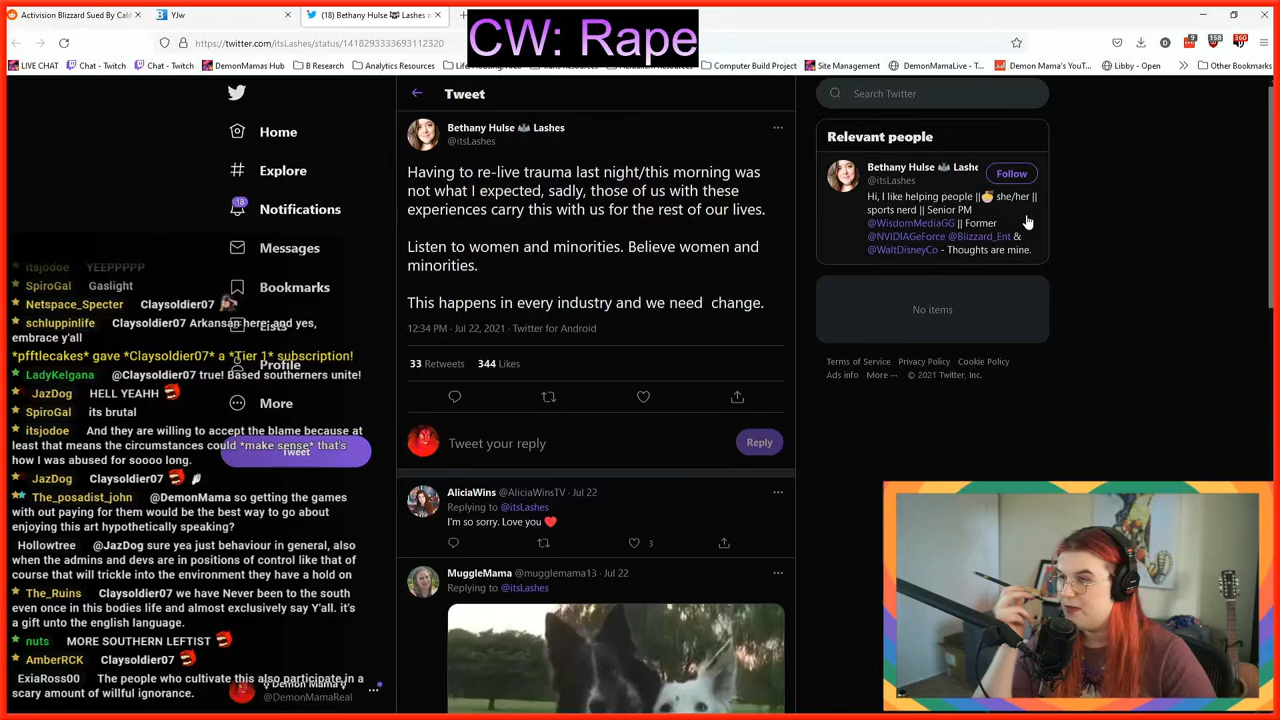 Activision Blizzard Sued By Cali
YJw
(18) Bethany Hulse Lashes o
CW: Rape
https://twitter.com/itsLashes/status/1418293333693112320
9
158
360
LIVE CHAT
Chat - Twitch
Chat - Twitch
DemonMamas Hub
B Research
Analytics Resources
Computer Build Project
Site Management
DemonMamaLive - T...
Demon Mama's YouT...
Libby - Open
Other Bookmarks
Home
Explore
18
Notifications
Messages
Bookmarks
Lists
Profile
More
Tweet
Demon Mama
@DemonMamaReal
itsjodoe YEEPPPPP
SpiroGal Gaslight
Netspace_Specter Claysoldier07
schluppinlife Claysoldier07 Arkansan here, and yes,
embrace y'all
*pfftlecakes* gave *Claysoldier07* a *Tier 1* subscription!
LadyKelgana @Claysoldier07 true! Based southerners unite!
JazDog HELL YEAHH
SpiroGal its brutal
itsjodoe And they are willing to accept the blame because at
least that means the circumstances could *make sense* that's
how I was abused for soooo long.
JazDog Claysoldier07
The_posadist_john @DemonMama so getting the games
with out paying for them would be the best way to go about
enjoying this art hypothetically speaking?
Hollowtree @JazDog sure yea just behaviour in general, also
when the admins and devs are in positions of control like that of
course that will trickle into the environment they have a hold on
The_Ruins Claysoldier07 we have Never been to the south
even once in this bodies life and almost exclusively say Y'all. it's
a gift unto the english language.
nuts MORE SOUTHERN LEFTIST
AmberRCK Claysoldier07
ExiaRoss00 The people who cultivate this also participate in a
scary amount of willful ignorance.
Tweet
Bethany Hulse Lashes
@itsLashes
Having to re-live trauma last night/this morning was
not what I expected, sadly, those of us with these
experiences carry this with us for the rest of our lives.
Listen to women and minorities. Believe women and
minorities.
This happens in every industry and we need change.
12:34 PM · Jul 22, 2021 · Twitter for Android
33 Retweets 344 Likes
Tweet your reply
Reply
AliciaWins @AliciaWinsTV · Jul 22
Replying to @itsLashes
I'm so sorry. Love you
3
MuggleMama @mugglemama13 · Jul 22
Replying to @itsLashes
Search Twitter
Relevant people
Bethany Hulse Lashe
@itsLashes
Follow
Hi, I like helping people || she/her ||
sports nerd || Senior PM
@WisdomMediaGG || Former
@NVIDIAGeForce @Blizzard_Ent &
@WaltDisneyCo - Thoughts are mine.
No items
Terms of Service Privacy Policy Cookie Policy
Ads info More ··· © 2021 Twitter, Inc.